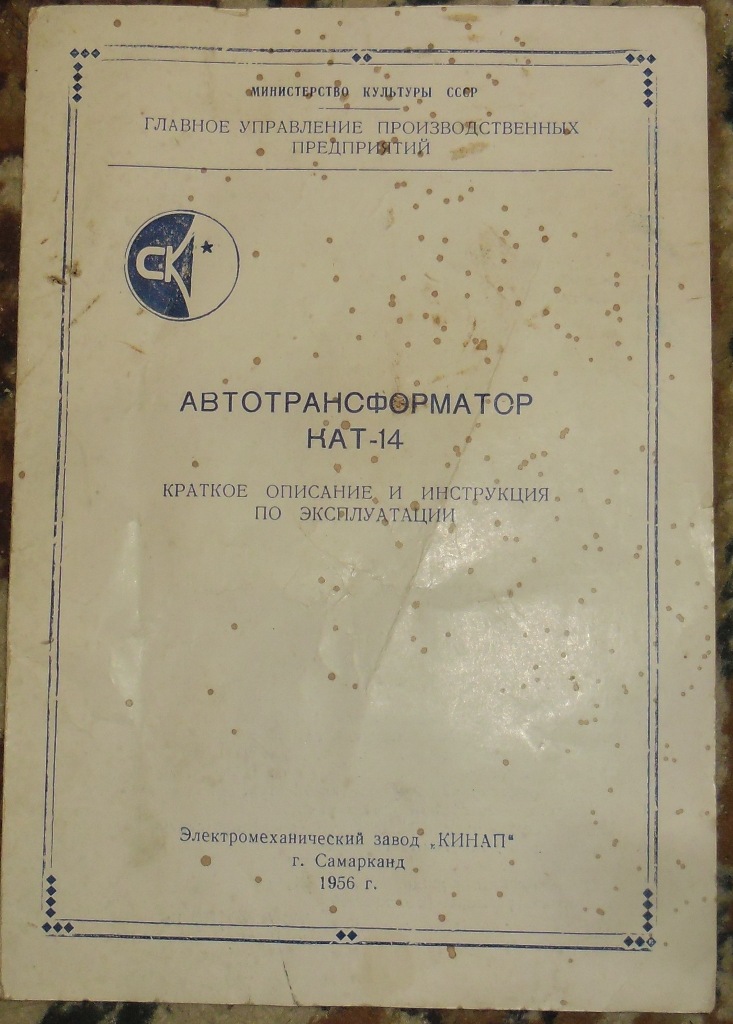 МИНИСТЕРСТВО КУЛЬТУРЫ СССР
ГЛАВНОЕ УПРАВЛЕНИЕ ПРОИЗВОДСТВЕННЫХ
ПРЕДПРИЯТИЙ
СК
АВТОТРАНСФОРМАТОР
КАТ-14
КРАТКОЕ ОПИСАНИЕ И ИНСТРУКЦИЯ
ПО ЭКСПЛУАТАЦИИ
Электромеханический завод „КИНАП“
г. Самарканд
1956 г.